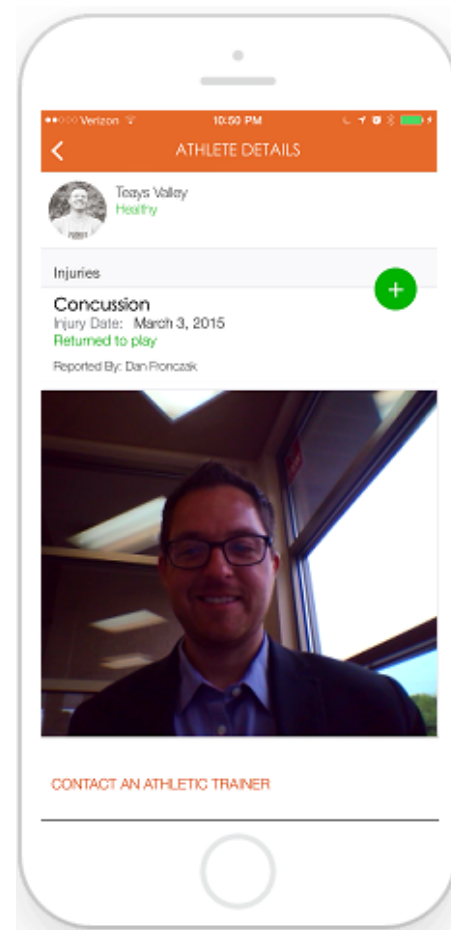 Verizon 10:50 PM
ATHLETE DETAILS
Teays Valley
Healthy
Injuries
+
Concussion
Injury Date: March 3, 2015
Returned to play
Reported By: Dan Fronczak
CONTACT AN ATHLETIC TRAINER